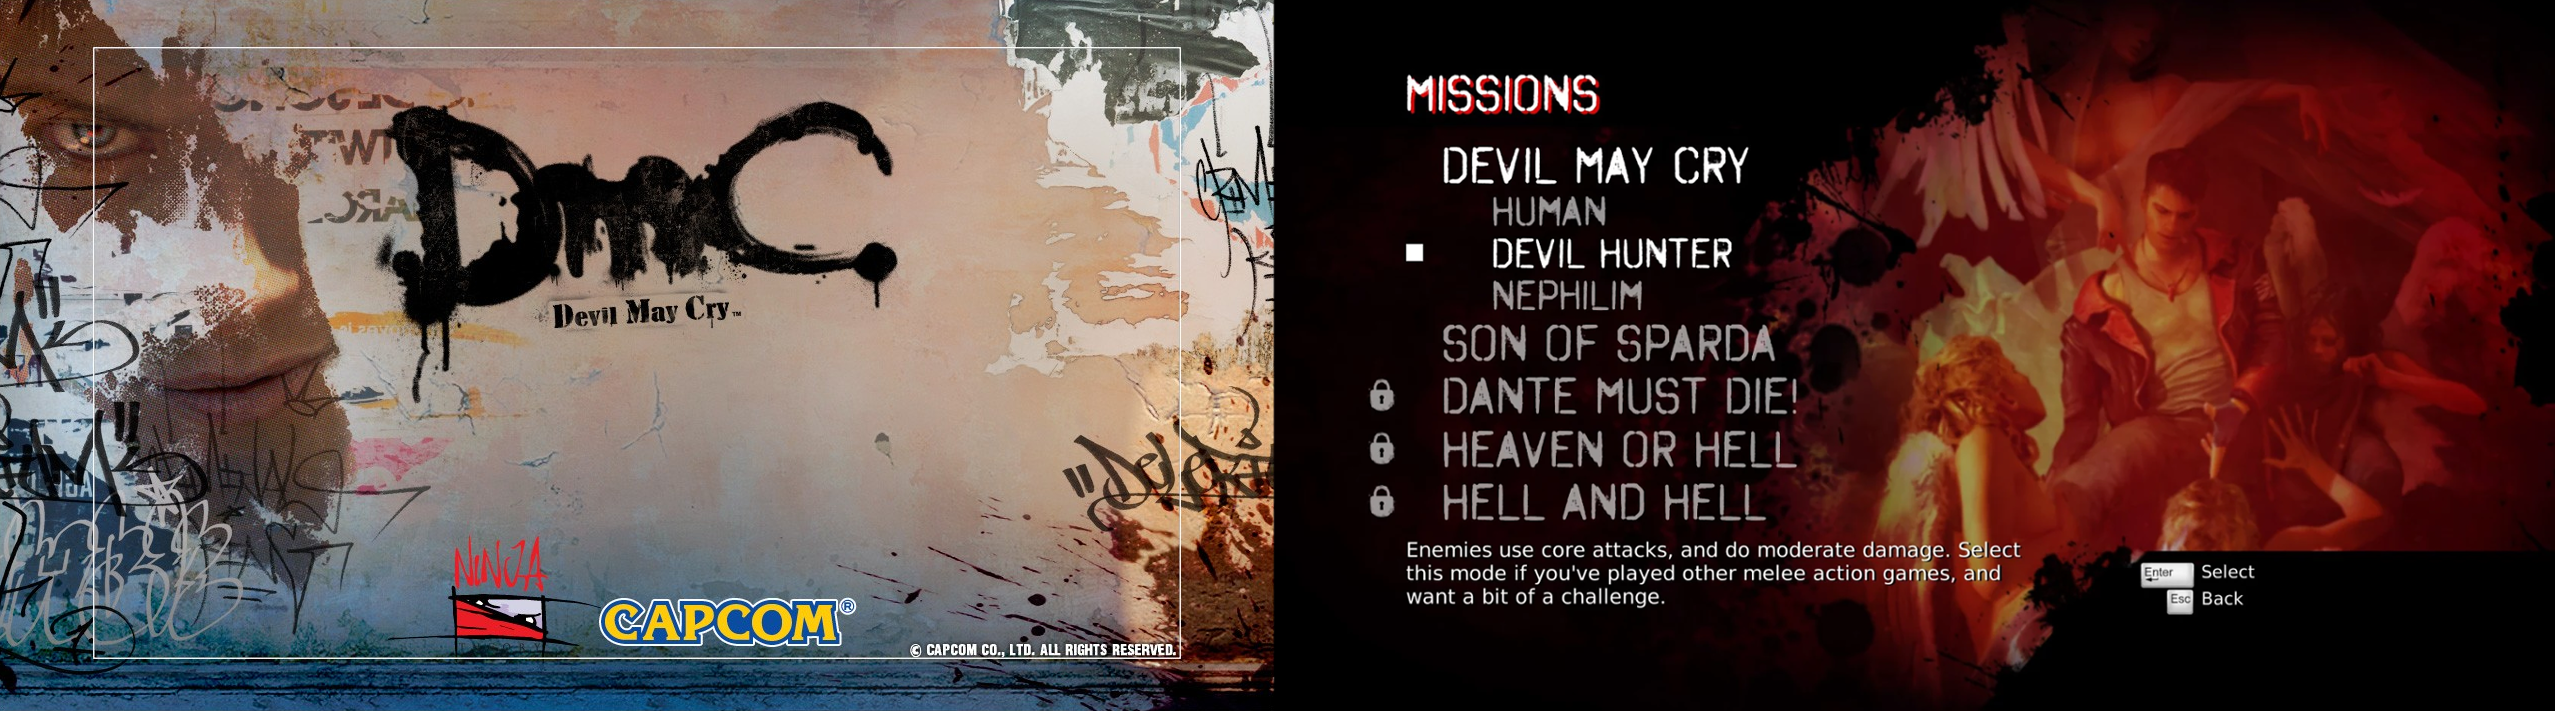 DmC
Devil May Cry™
NINJA
CAPCOM®
© CAPCOM CO., LTD. ALL RIGHTS RESERVED.
MISSIONS
DEVIL MAY CRY
HUMAN
DEVIL HUNTER
NEPHILIM
SON OF SPARDA
DANTE MUST DIE!
HEAVEN OR HELL
HELL AND HELL
Enemies use core attacks, and do moderate damage. Select
this mode if you've played other melee action games, and
want a bit of a challenge.
Enter Select
Esc Back